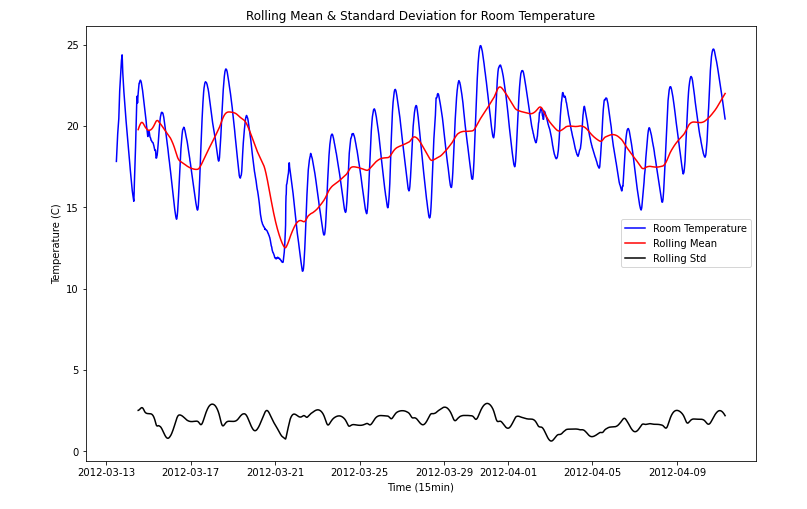 Rolling Mean & Standard Deviation for Room Temperature
Temperature (C)
25
20
15
10
5
0
Room Temperature
Rolling Mean
Rolling Std
2012-03-13
2012-03-17
2012-03-21
2012-03-25
2012-03-29
2012-04-01
2012-04-05
2012-04-09
Time (15min)